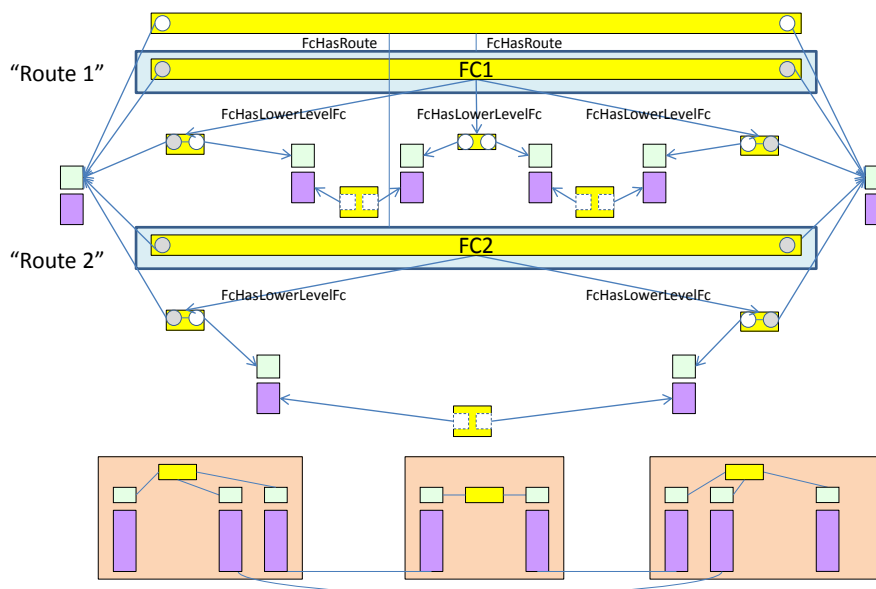 FcHasRoute FcHasRoute
“Route 1” FC1
FcHasLowerLevelFc FcHasLowerLevelFc FcHasLowerLevelFc
“Route 2” FC2
FcHasLowerLevelFc FcHasLowerLevelFc